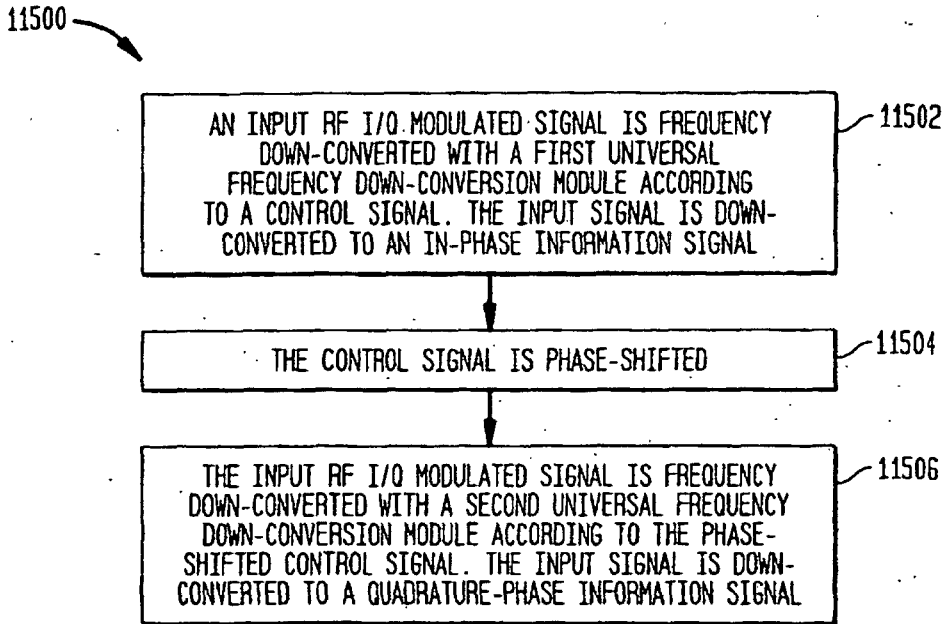 11500
AN INPUT RF I/Q MODULATED SIGNAL IS FREQUENCY
DOWN-CONVERTED WITH A FIRST UNIVERSAL
FREQUENCY DOWN-CONVERSION MODULE ACCORDING
TO A CONTROL SIGNAL. THE INPUT SIGNAL IS DOWN-
CONVERTED TO AN IN-PHASE INFORMATION SIGNAL
11502
THE CONTROL SIGNAL IS PHASE-SHIFTED
11504
THE INPUT RF I/Q MODULATED SIGNAL IS FREQUENCY
DOWN-CONVERTED WITH A SECOND UNIVERSAL FREQUENCY
DOWN-CONVERSION MODULE ACCORDING TO THE PHASE-
SHIFTED CONTROL SIGNAL. THE INPUT SIGNAL IS DOWN-
CONVERTED TO A QUADRATURE-PHASE INFORMATION SIGNAL
11506